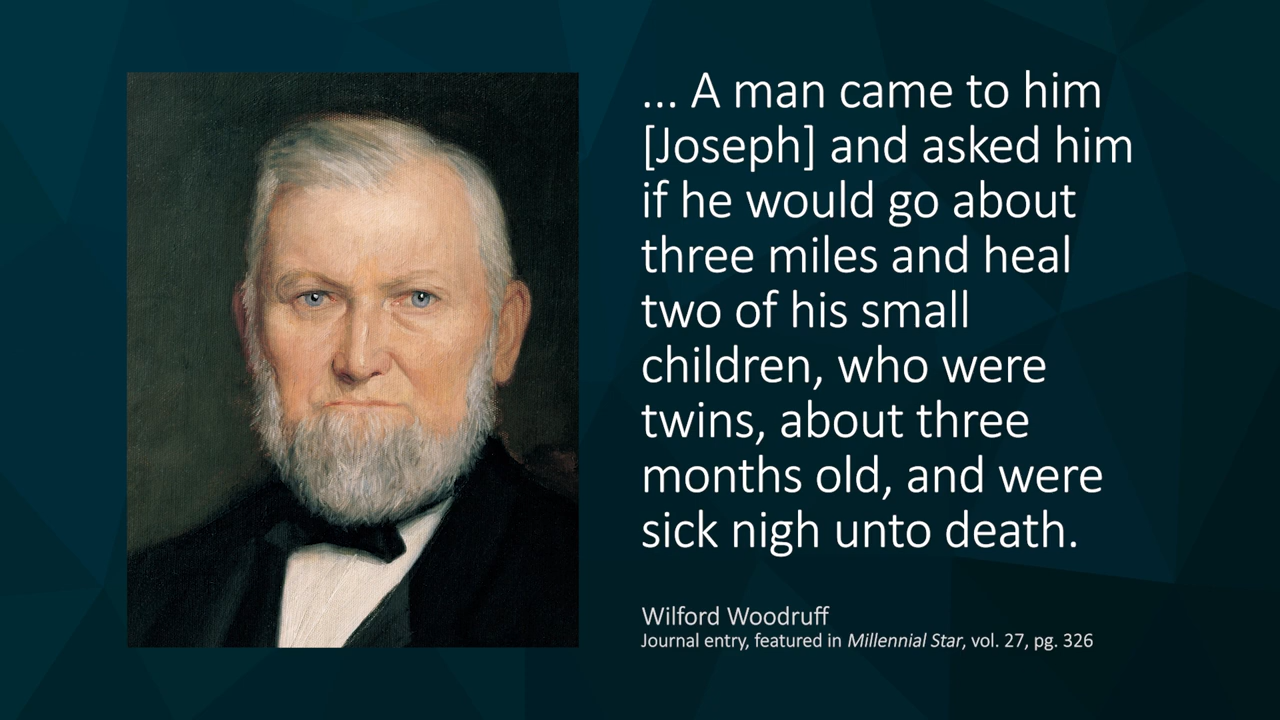 ... A man came to him
[Joseph] and asked him
if he would go about
three miles and heal
two of his small
children, who were
twins, about three
months old, and were
sick nigh unto death.
Wilford Woodruff
Journal entry, featured in Millennial Star, vol. 27, pg. 326